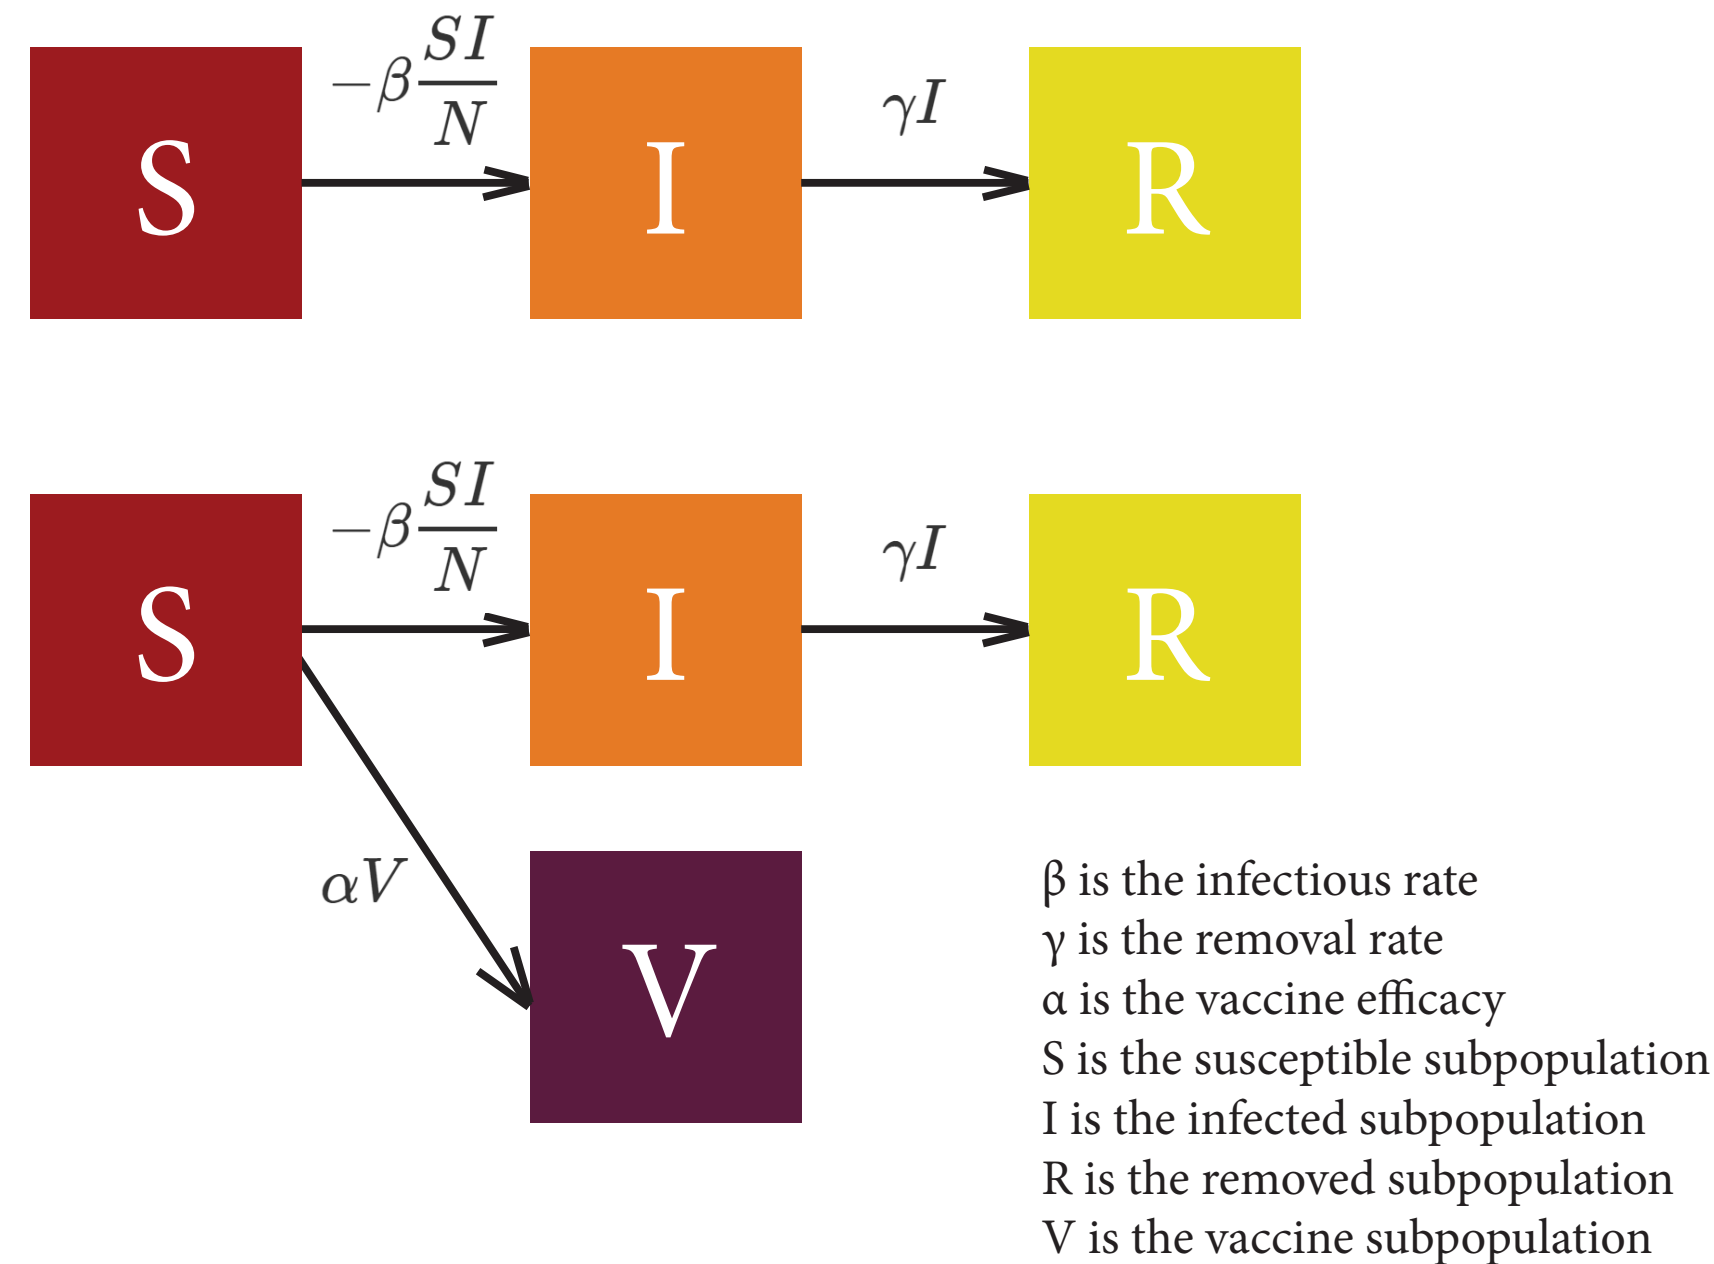 −β SI/N
γI
S
I
R
−β SI/N
γI
S
I
R
αV
V
β is the infectious rate
γ is the removal rate
α is the vaccine efficacy
S is the susceptible subpopulation
I is the infected subpopulation
R is the removed subpopulation
V is the vaccine subpopulation